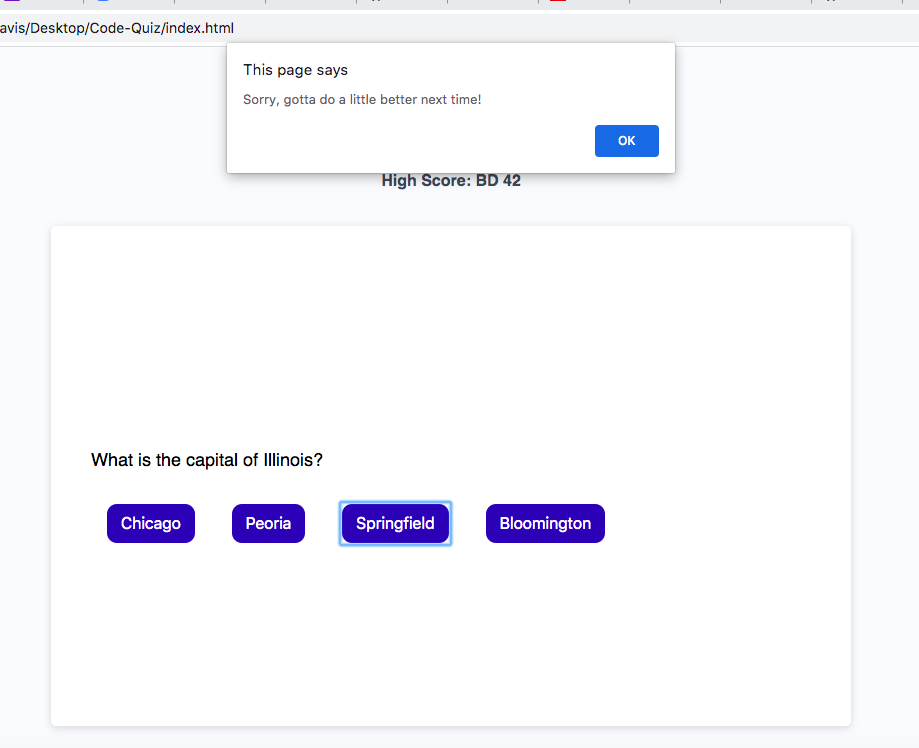 avis/Desktop/Code-Quiz/index.html
This page says
Sorry, gotta do a little better next time!
OK
High Score: BD 42
What is the capital of Illinois?
Chicago Peoria Springfield Bloomington